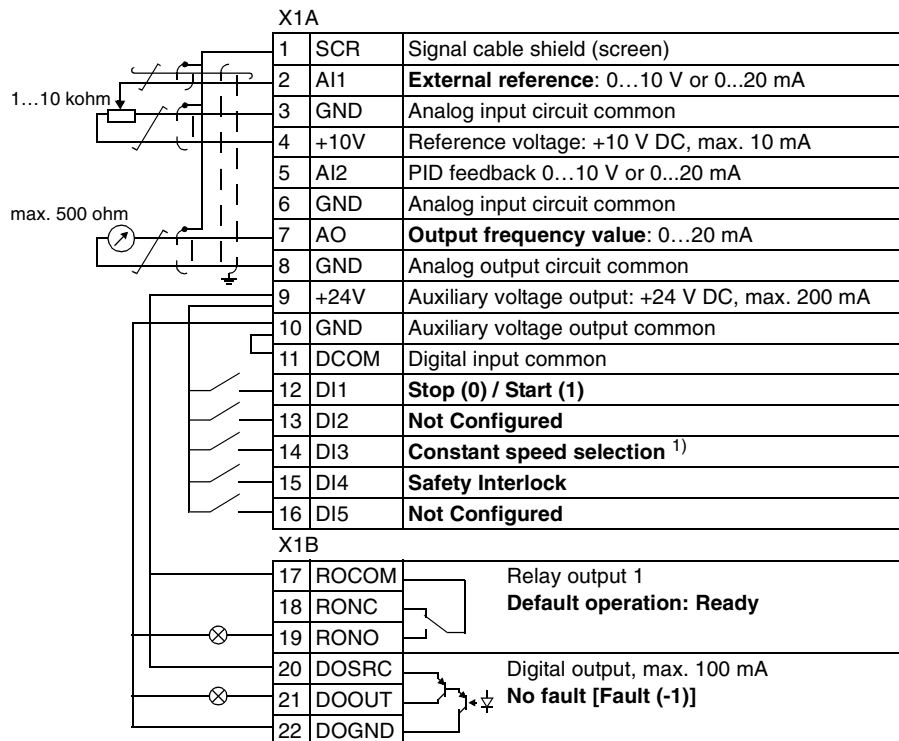 X1A
1 SCR Signal cable shield (screen)
2 AI1 External reference: 0…10 V or 0...20 mA
1…10 kohm
3 GND Analog input circuit common
4 +10V Reference voltage: +10 V DC, max. 10 mA
5 AI2 PID feedback 0…10 V or 0...20 mA
6 GND Analog input circuit common
max. 500 ohm
7 AO Output frequency value: 0…20 mA
8 GND Analog output circuit common
9 +24V Auxiliary voltage output: +24 V DC, max. 200 mA
10 GND Auxiliary voltage output common
11 DCOM Digital input common
12 DI1 Stop (0) / Start (1)
13 DI2 Not Configured
14 DI3 Constant speed selection 1)
15 DI4 Safety Interlock
16 DI5 Not Configured
X1B
17 ROCOM Relay output 1
18 RONC Default operation: Ready
19 RONO
20 DOSRC Digital output, max. 100 mA
21 DOOUT No fault [Fault (-1)]
22 DOGND